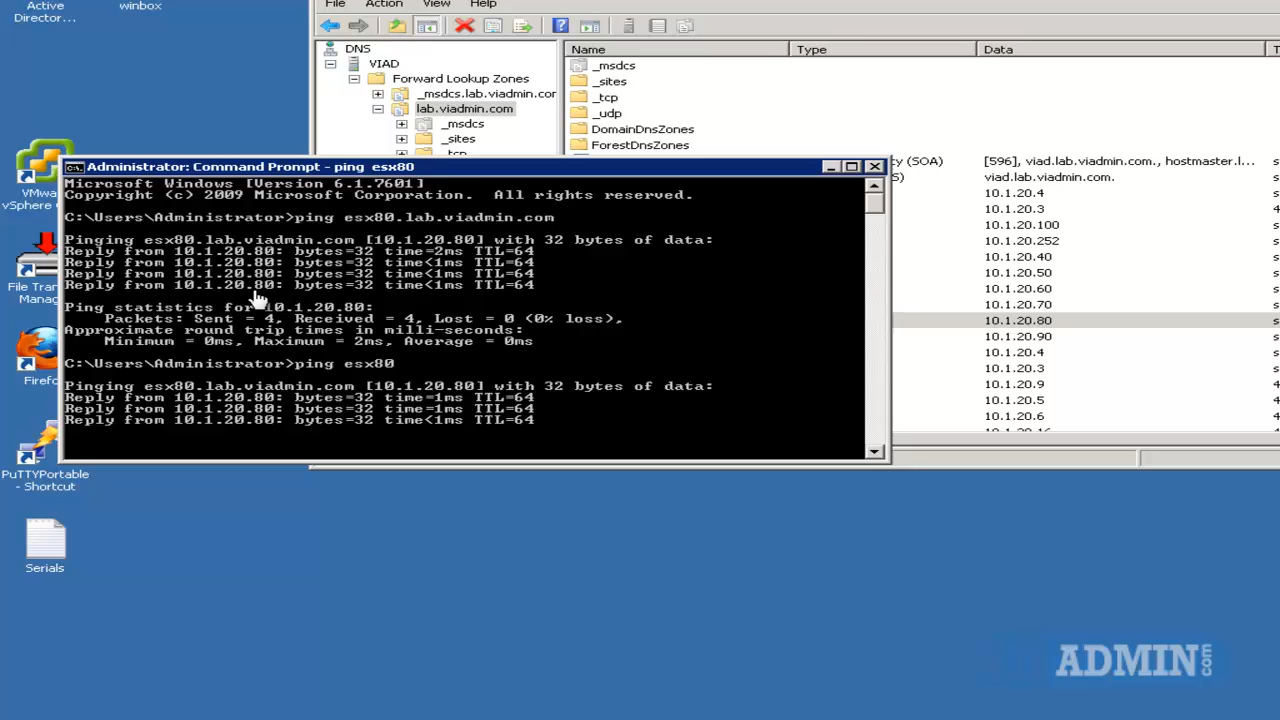 Active
Director...
winbox
File Action View Help
DNS
VIAD
Forward Lookup Zones
_msdcs.lab.viadmin.cor
lab.viadmin.com
_msdcs
_sites
_tcp
Name Type Data
_msdcs
_sites
_tcp
_udp
DomainDnsZones
ForestDnsZones
y (SOA) [596], viad.lab.viadmin.com., hostmaster.l...
S) viad.lab.viadmin.com.
10.1.20.4
10.1.20.3
10.1.20.100
10.1.20.252
10.1.20.40
10.1.20.50
10.1.20.60
10.1.20.70
10.1.20.80
10.1.20.90
10.1.20.4
10.1.20.3
10.1.20.9
10.1.20.5
10.1.20.6
10.1.20.16
Administrator: Command Prompt - ping esx80
Microsoft Windows [Version 6.1.7601]
Copyright (c) 2009 Microsoft Corporation. All rights reserved.
C:\Users\Administrator>ping esx80.lab.viadmin.com
Pinging esx80.lab.viadmin.com [10.1.20.80] with 32 bytes of data:
Reply from 10.1.20.80: bytes=32 time=2ms TTL=64
Reply from 10.1.20.80: bytes=32 time<1ms TTL=64
Reply from 10.1.20.80: bytes=32 time<1ms TTL=64
Reply from 10.1.20.80: bytes=32 time<1ms TTL=64
Ping statistics for 10.1.20.80:
Packets: Sent = 4, Received = 4, Lost = 0 (0% loss),
Approximate round trip times in milli-seconds:
Minimum = 0ms, Maximum = 2ms, Average = 0ms
C:\Users\Administrator>ping esx80
Pinging esx80.lab.viadmin.com [10.1.20.80] with 32 bytes of data:
Reply from 10.1.20.80: bytes=32 time=1ms TTL=64
Reply from 10.1.20.80: bytes=32 time=1ms TTL=64
Reply from 10.1.20.80: bytes=32 time<1ms TTL=64
VMwa
vSphere
File Tran
Manag
Firefo
PuTTYPortable
- Shortcut
Serials
ADMIN.com